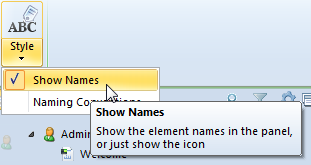 ABC
Style
Show Names
Naming Conventions
Show Names
Show the element names in the panel,
or just show the icon
Admin
Welcome